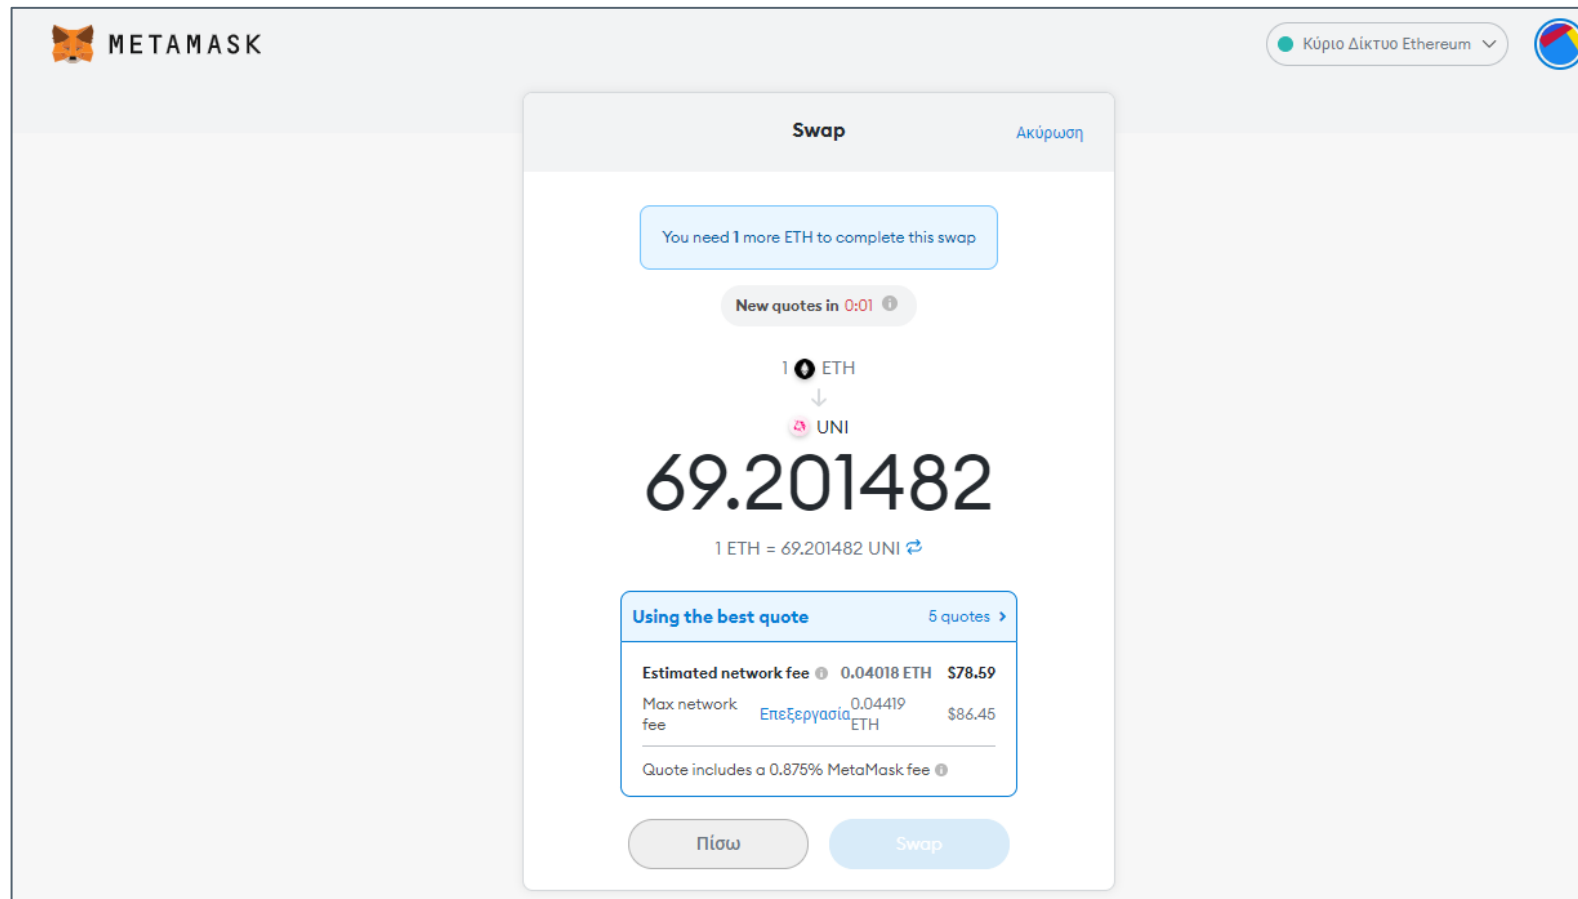 METAMASK
Κύριο Δίκτυο Ethereum
Swap
Ακύρωση
You need 1 more ETH to complete this swap
New quotes in 0:01
1 ETH
UNI
69.201482
1 ETH = 69.201482 UNI
Using the best quote 5 quotes >
Estimated network fee 0.04018 ETH $78.59
Max network fee Επεξεργασία 0.04419 ETH $86.45
Quote includes a 0.875% MetaMask fee
Πίσω
Swap